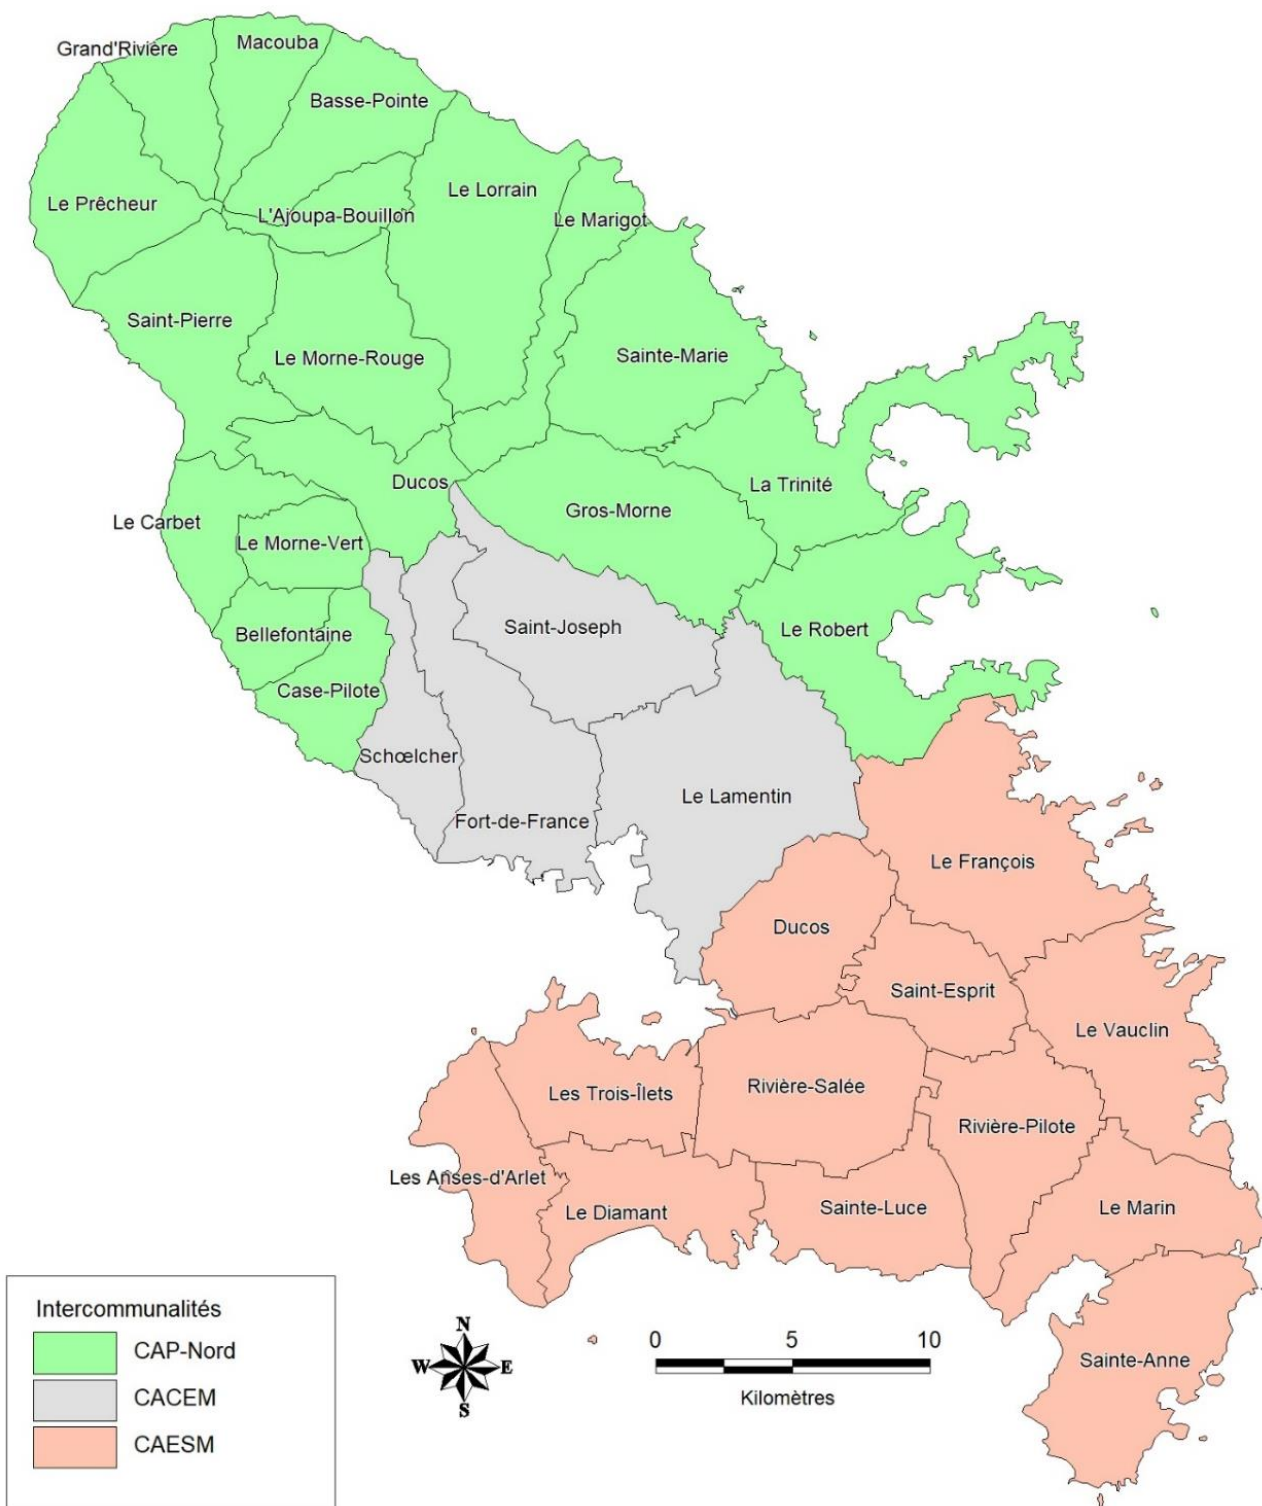 Grand'Rivière
Macouba
Basse-Pointe
Le Prêcheur
L'Ajoupa-Bouillon
Le Lorrain
Le Marigot
Saint-Pierre
Le Morne-Rouge
Sainte-Marie
Ducos
La Trinité
Gros-Morne
Le Carbet
Le Morne-Vert
Saint-Joseph
Le Robert
Bellefontaine
Case-Pilote
Schœlcher
Le Lamentin
Fort-de-France
Le François
Ducos
Saint-Esprit
Le Vauclin
Les Trois-Îlets
Rivière-Salée
Rivière-Pilote
Les Anses-d'Arlet
Le Diamant
Sainte-Luce
Le Marin
Sainte-Anne
Intercommunalités
CAP-Nord
CACEM
CAESM
N
W E
S
0 5 10
Kilomètres